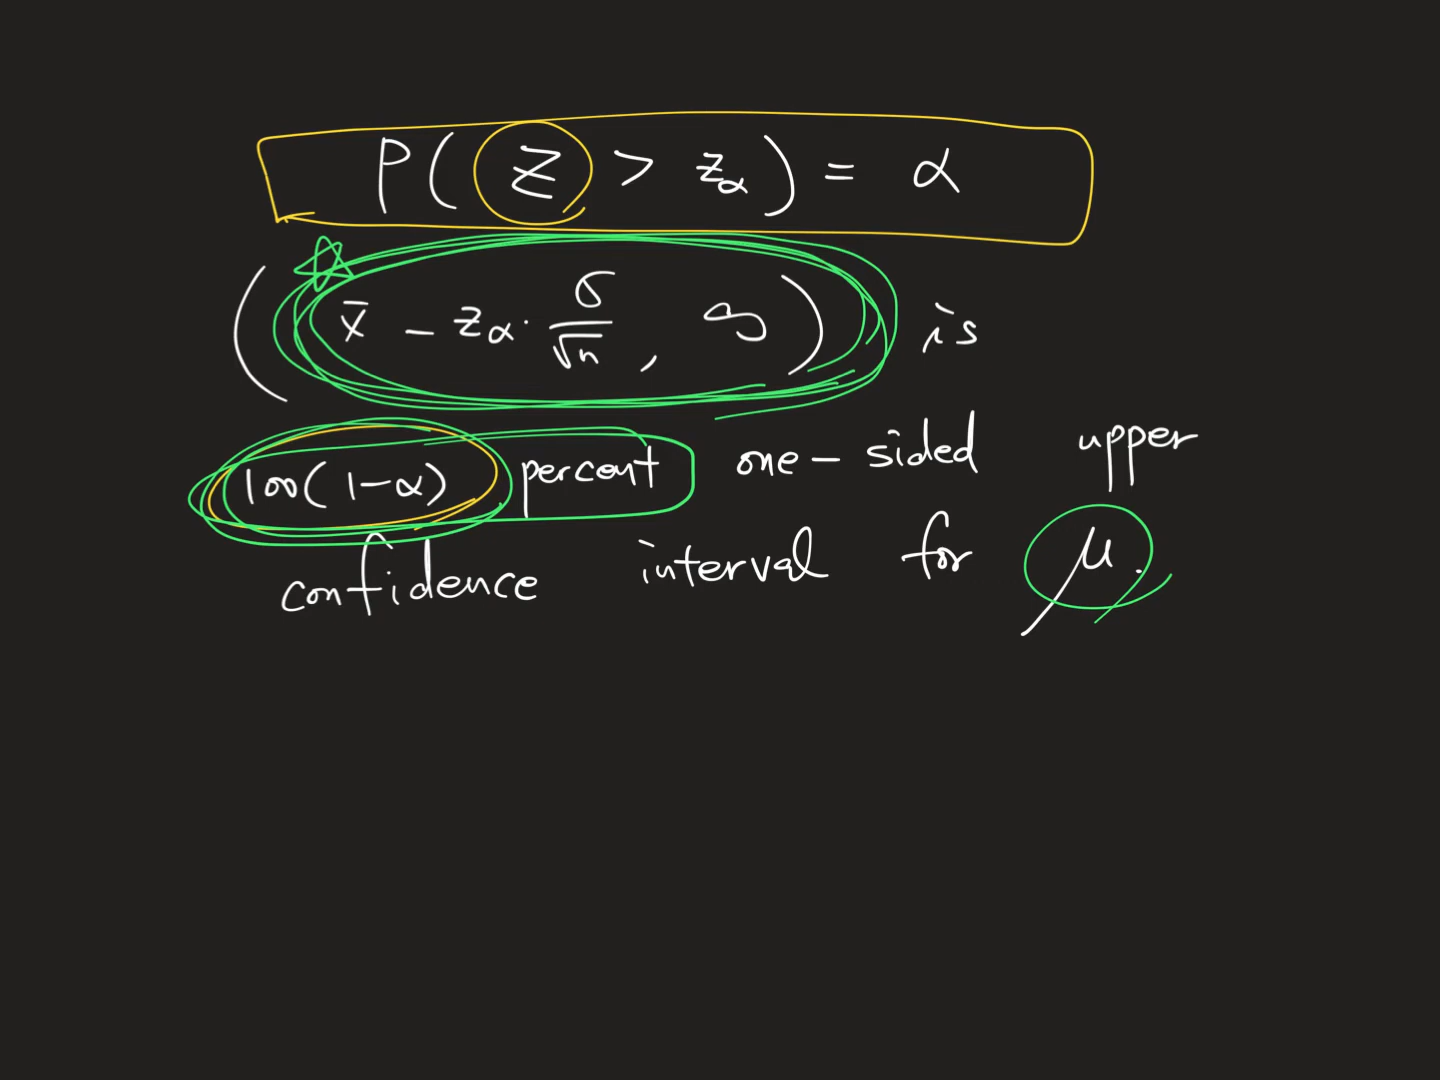 P( Z > z_α ) = α
( x̄ − z_α · σ/√n , ∞ ) is
100(1−α) percent one-sided upper
confidence interval for μ.